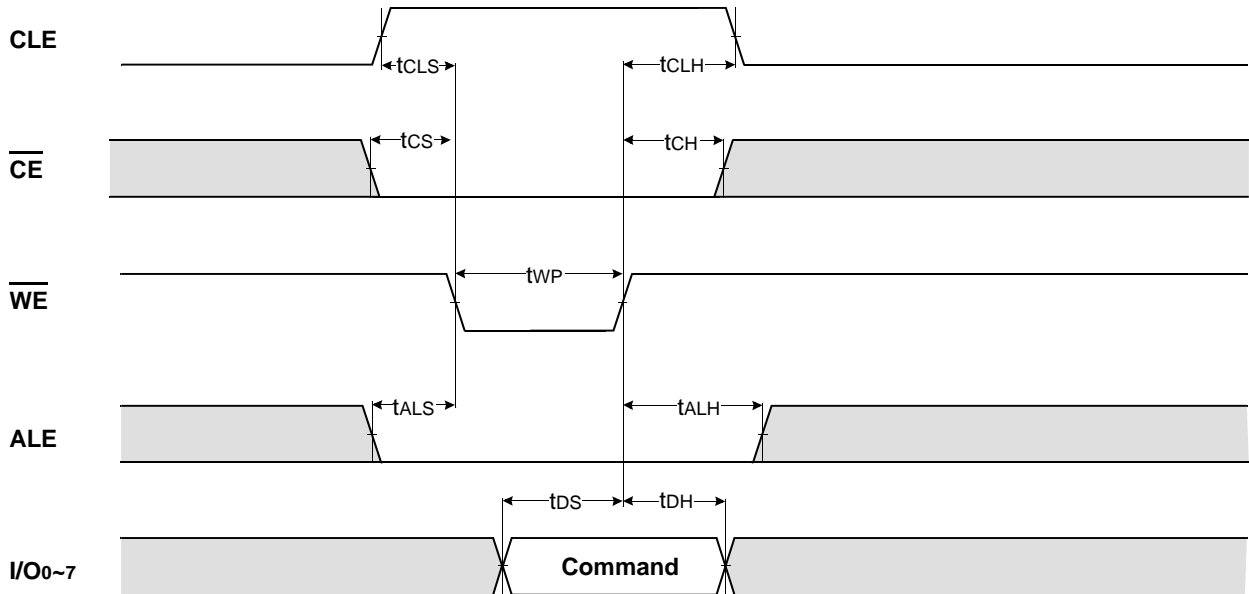 CLE
tCLS
tCLH
CE
tCS
tCH
WE
tWP
ALE
tALS
tALH
tDS
tDH
I/O0~7
Command